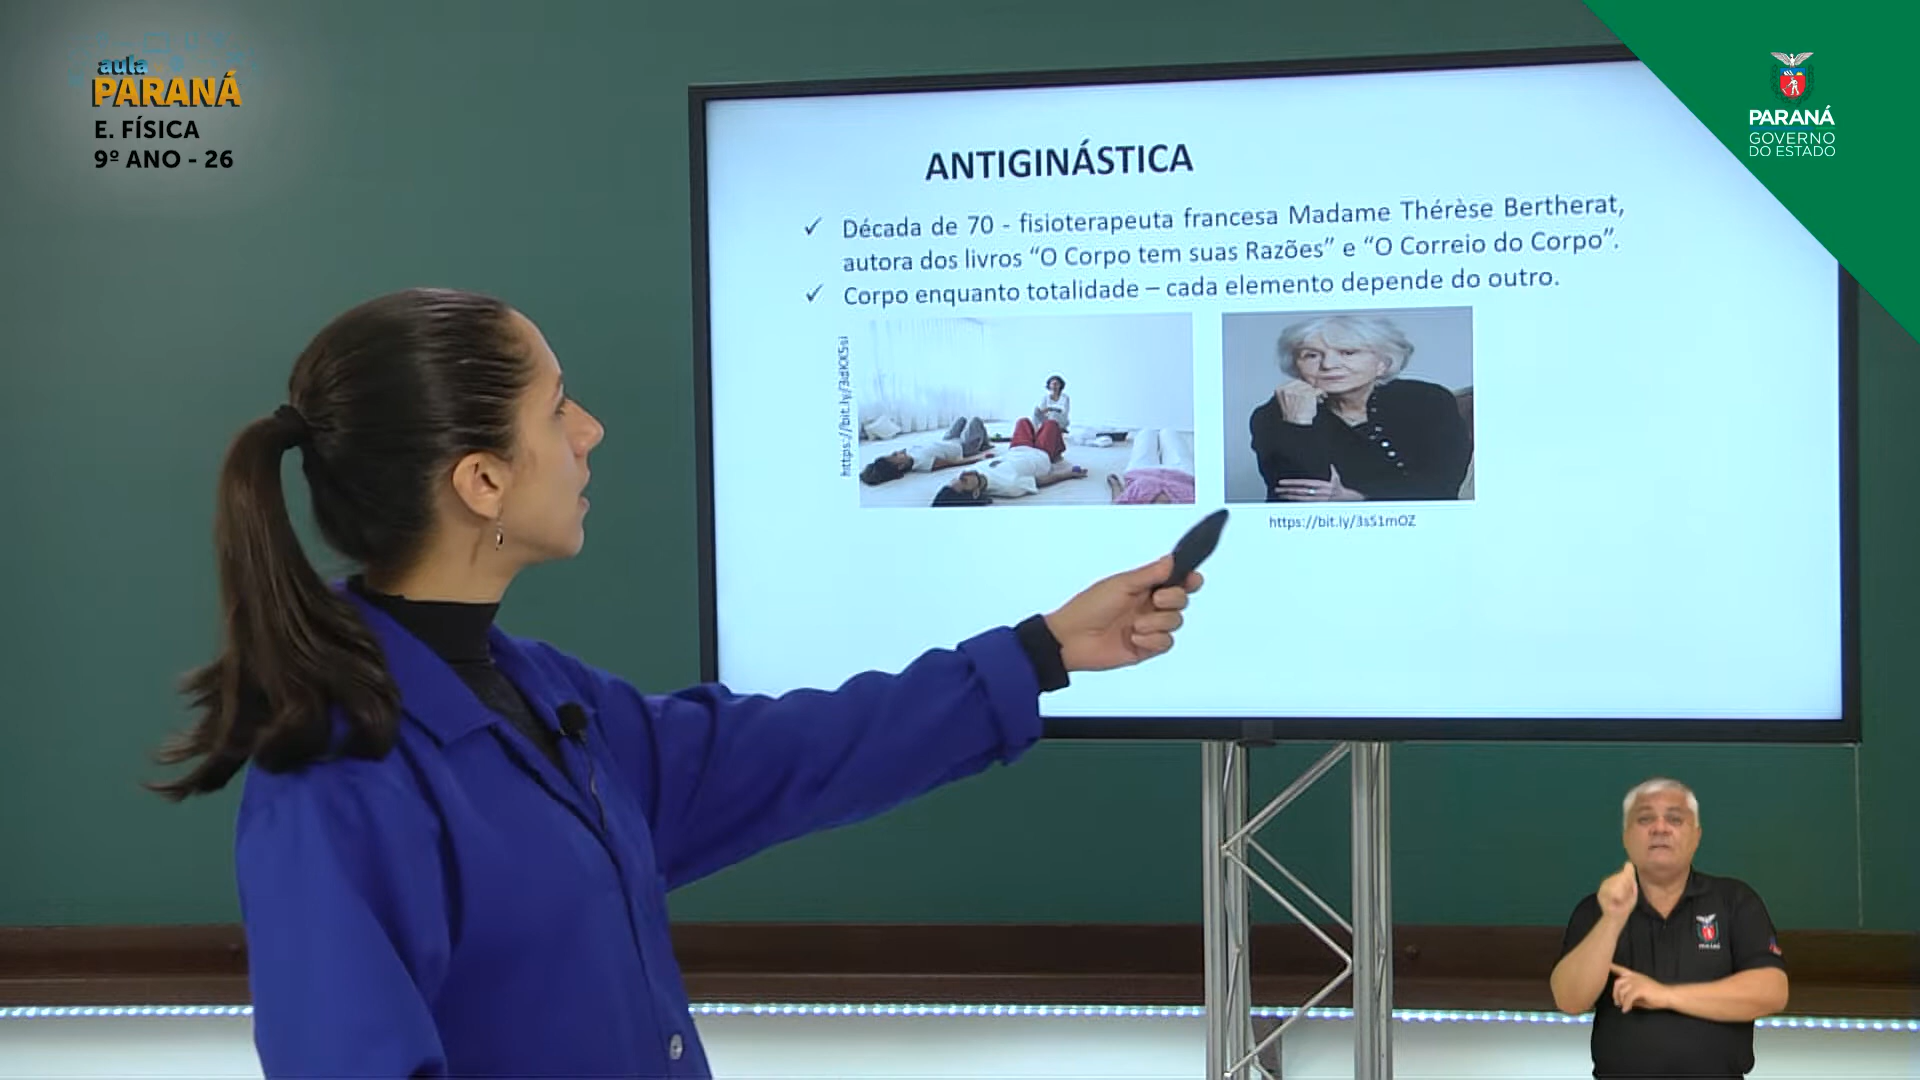 aula
PARANÁ
E. FÍSICA
9º ANO - 26
PARANÁ
GOVERNO
DO ESTADO
ANTIGINÁSTICA
✓ Década de 70 - fisioterapeuta francesa Madame Thérèse Bertherat,
autora dos livros “O Corpo tem suas Razões” e “O Correio do Corpo”.
✓ Corpo enquanto totalidade – cada elemento depende do outro.
https://bit.ly/3s51mOZ